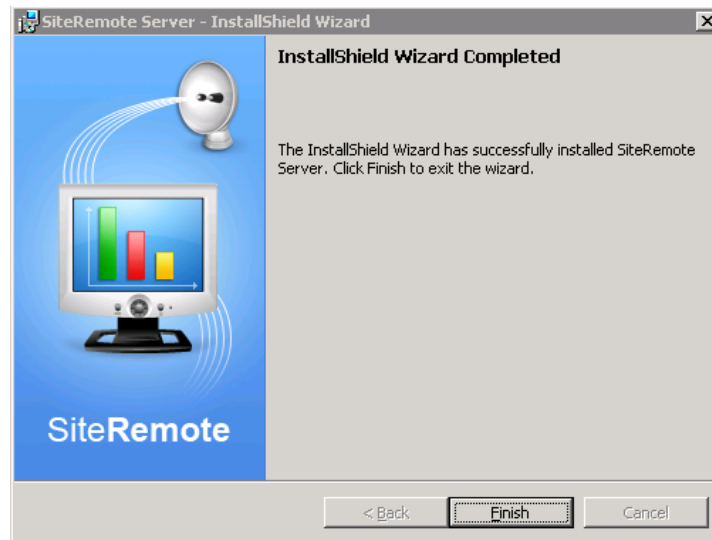 SiteRemote Server - InstallShield Wizard
InstallShield Wizard Completed
The InstallShield Wizard has successfully installed SiteRemote
Server. Click Finish to exit the wizard.
SiteRemote
< Back
Finish
Cancel